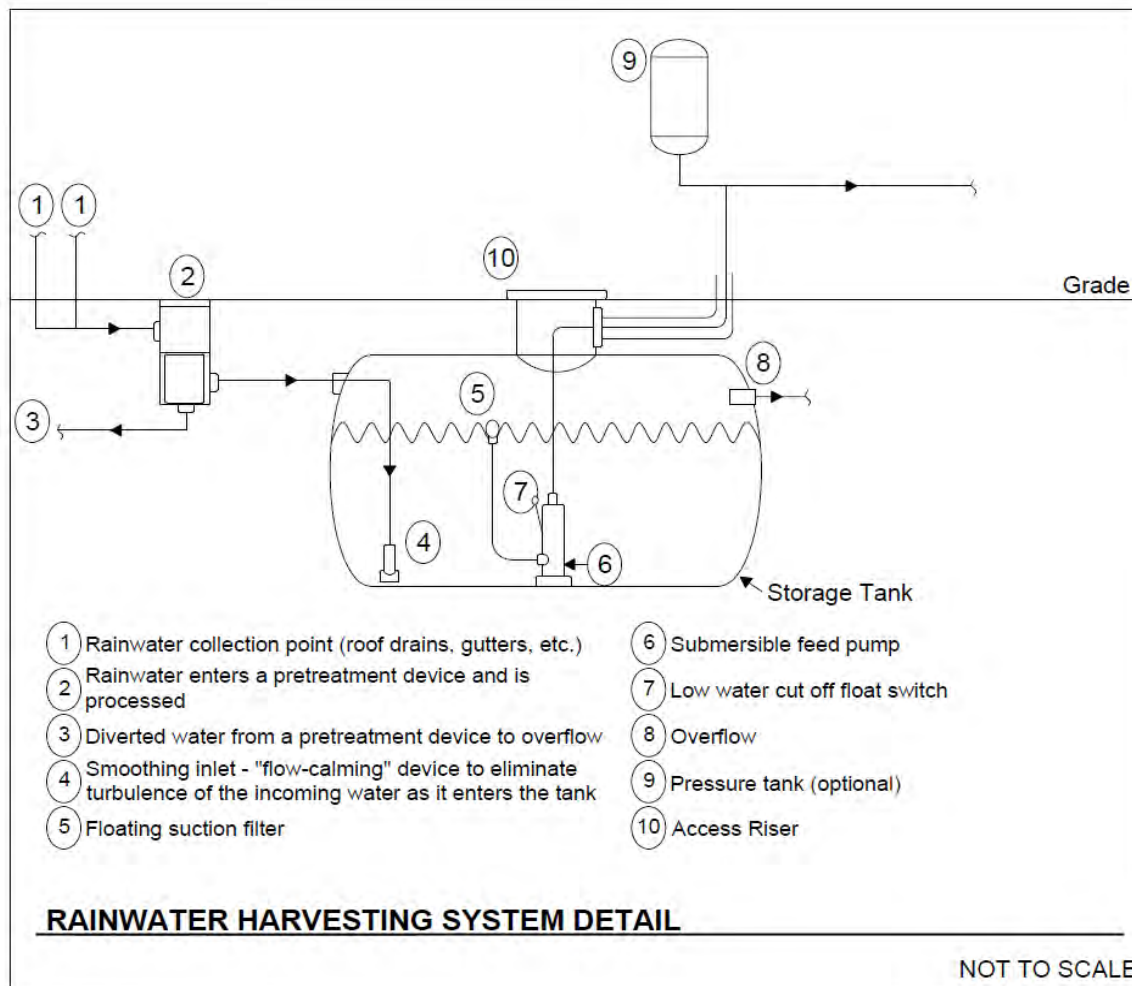 9
1 1
2
10
Grade
8
5
3
7
4
6
Storage Tank
1 Rainwater collection point (roof drains, gutters, etc.)
2 Rainwater enters a pretreatment device and is
processed
3 Diverted water from a pretreatment device to overflow
4 Smoothing inlet - "flow-calming" device to eliminate
turbulence of the incoming water as it enters the tank
5 Floating suction filter
6 Submersible feed pump
7 Low water cut off float switch
8 Overflow
9 Pressure tank (optional)
10 Access Riser
RAINWATER HARVESTING SYSTEM DETAIL
NOT TO SCALE